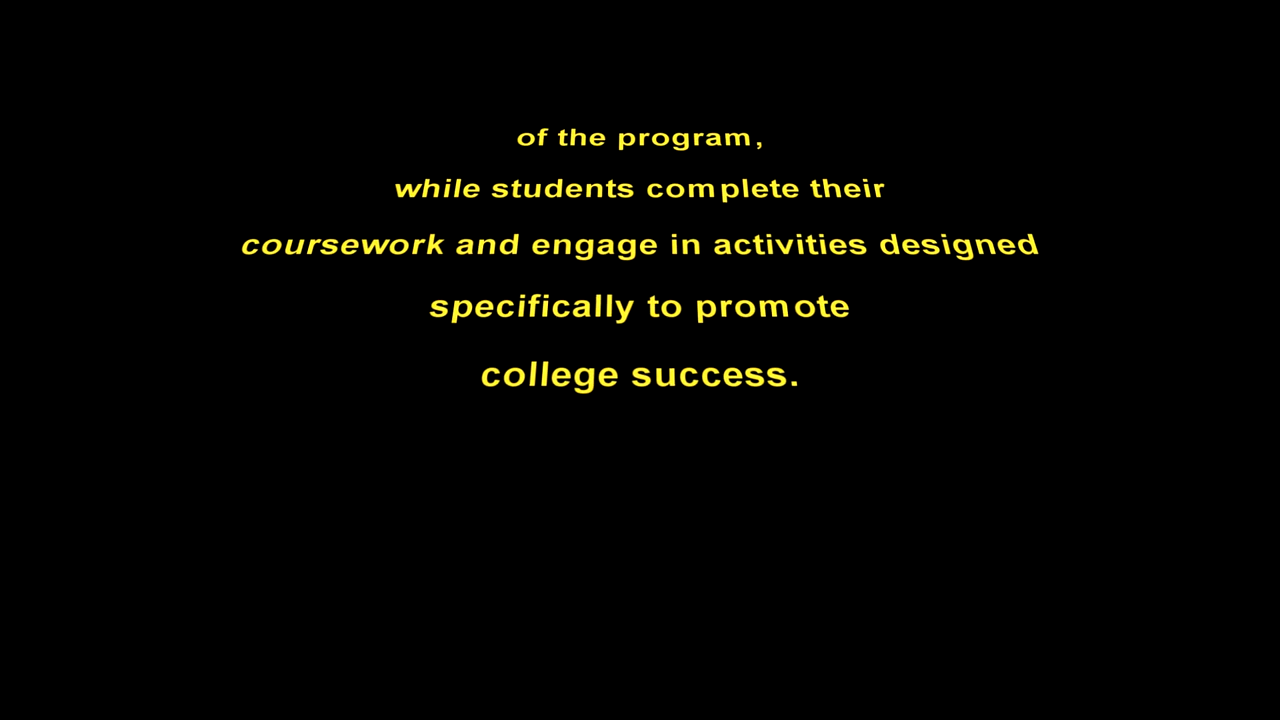 of the program,
while students complete their
coursework and engage in activities designed
specifically to promote
college success.